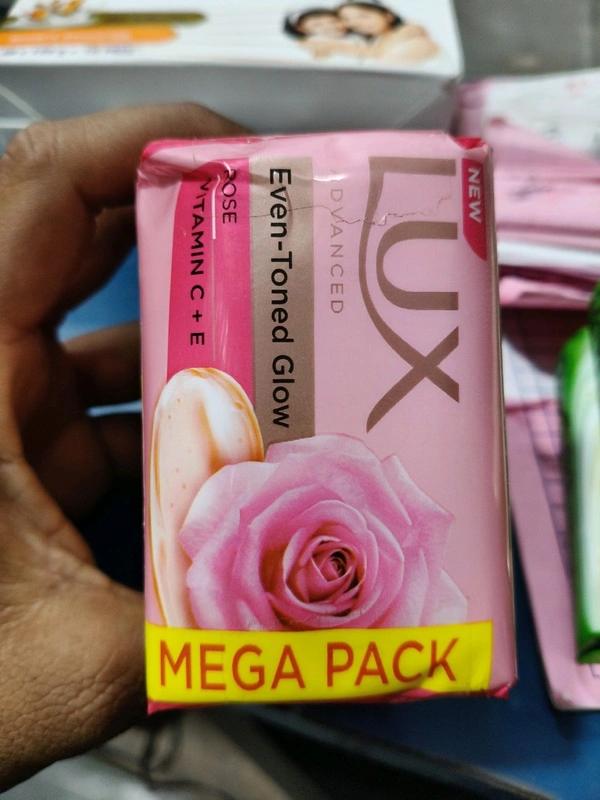 NEW
LUX
ADVANCED
Even-Toned Glow
ROSE
VITAMIN C + E
MEGA PACK